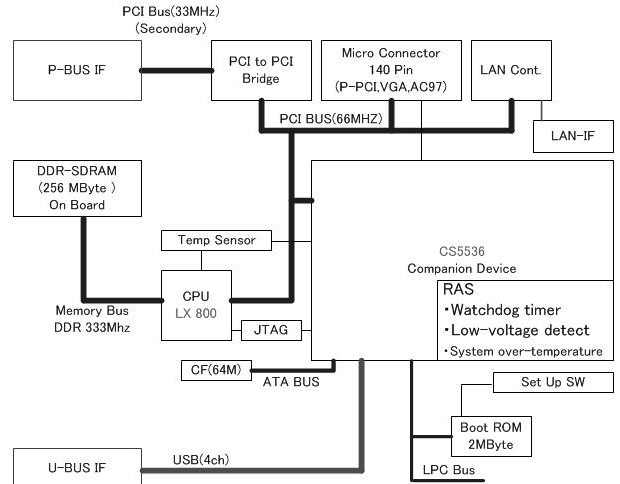 PCI Bus(33MHz)
(Secondary)
P-BUS IF
PCI to PCI
Bridge
Micro Connector
140 Pin
(P-PCI,VGA,AC97)
LAN Cont.
PCI BUS(66MHZ)
LAN-IF
DDR-SDRAM
(256 MByte )
On Board
Temp Sensor
CS5536
Companion Device
CPU
LX 800
Memory Bus
DDR 333Mhz
JTAG
RAS
・Watchdog timer
・Low-voltage detect
・System over-temperature
CF(64M)
ATA BUS
Set Up SW
Boot ROM
2MByte
U-BUS IF
USB(4ch)
LPC Bus